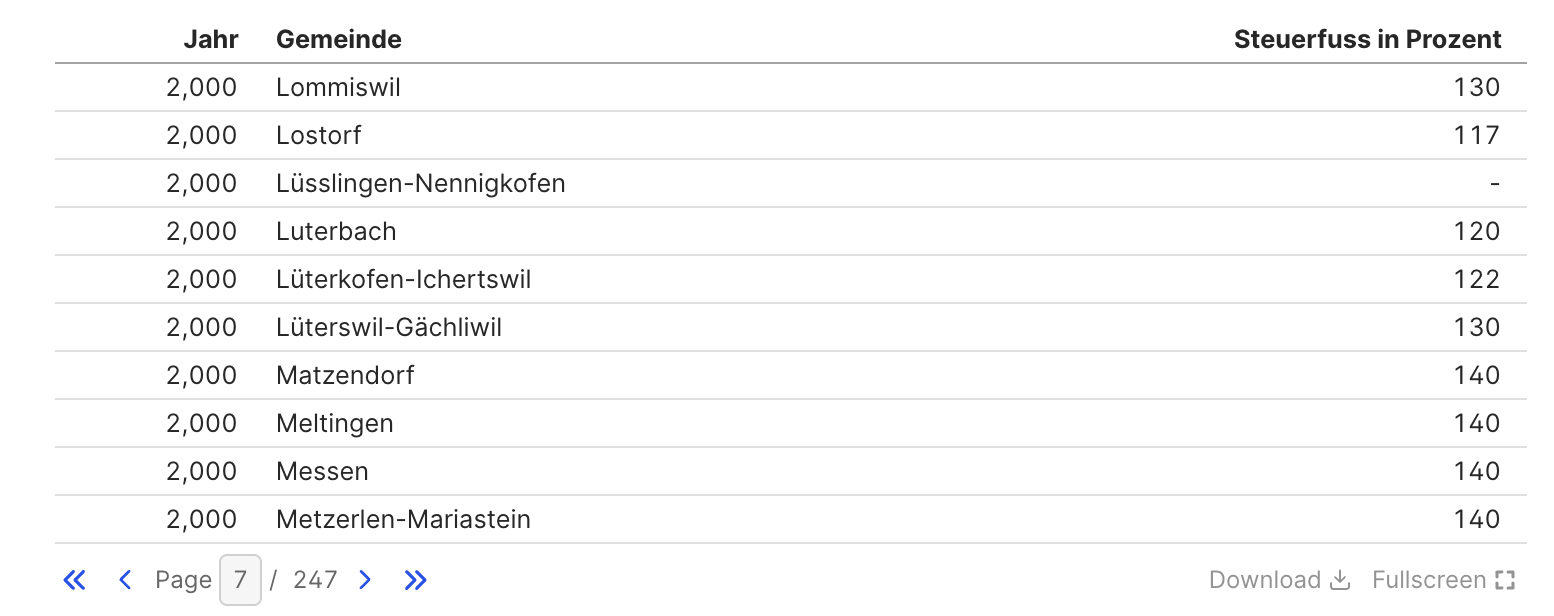 Jahr Gemeinde Steuerfuss in Prozent
2,000 Lommiswil 130
2,000 Lostorf 117
2,000 Lüsslingen-Nennigkofen -
2,000 Luterbach 120
2,000 Lüterkofen-Ichertswil 122
2,000 Lüterswil-Gächliwil 130
2,000 Matzendorf 140
2,000 Meltingen 140
2,000 Messen 140
2,000 Metzerlen-Mariastein 140
Page 7 / 247 Download Fullscreen